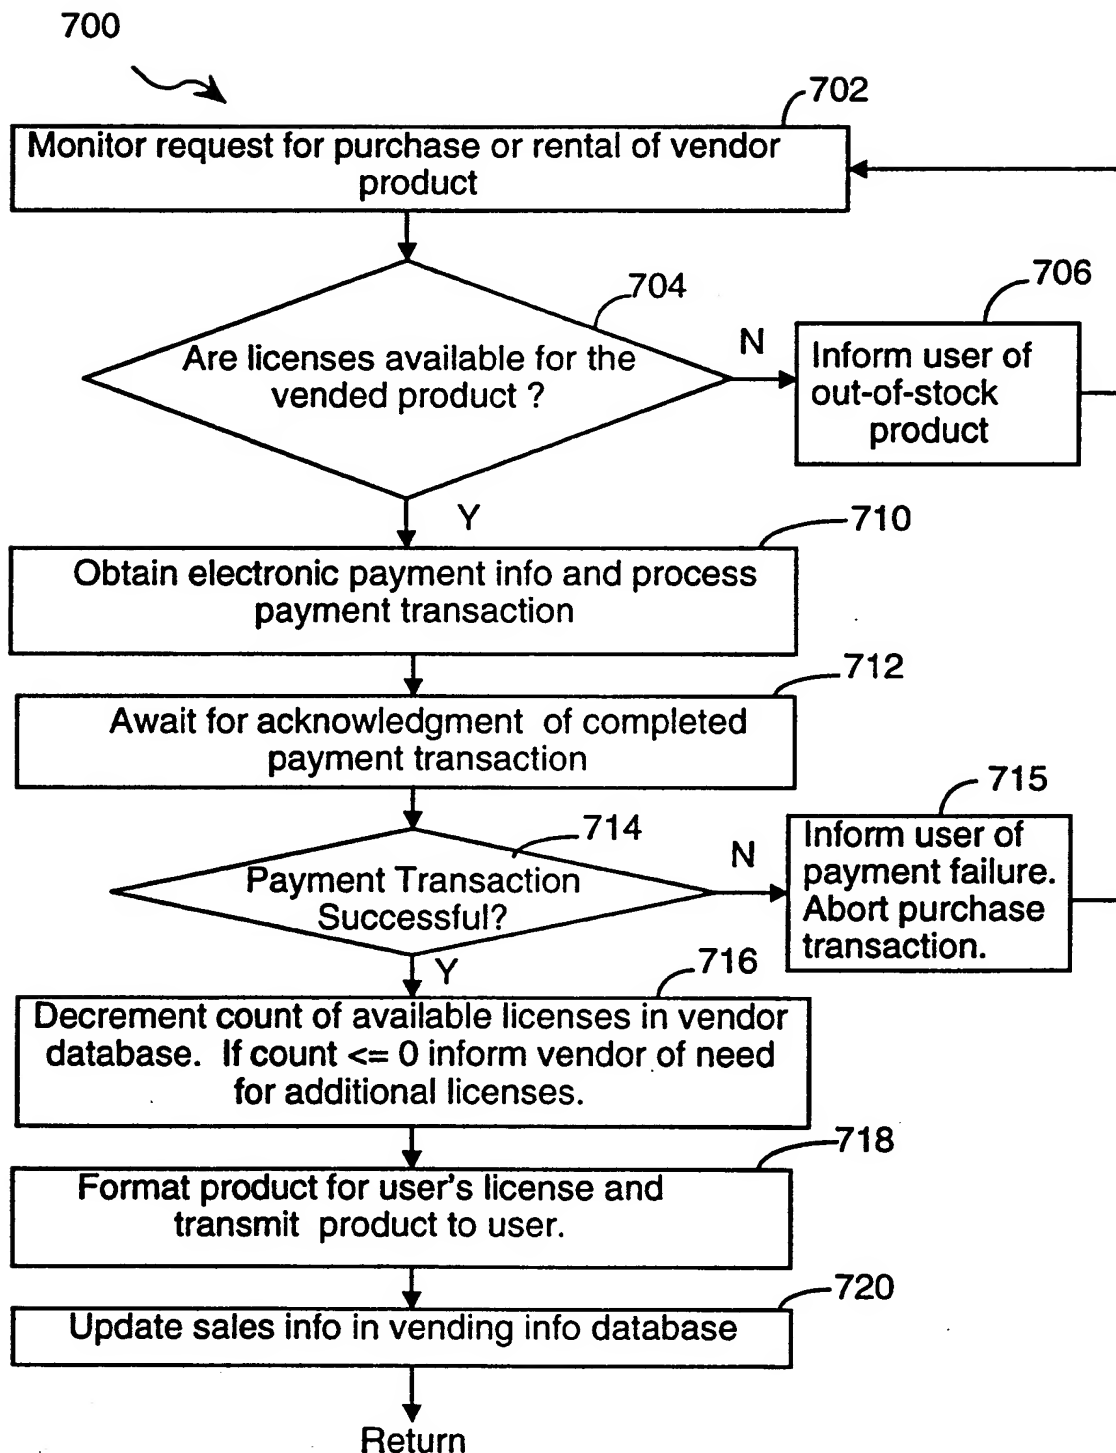 700
702
Monitor request for purchase or rental of vendor
product
704
706
Are licenses available for the
vended product ?
N
Inform user of
out-of-stock
product
Y
710
Obtain electronic payment info and process
payment transaction
712
Await for acknowledgment of completed
payment transaction
714
715
Payment Transaction
Successful?
N
Inform user of
payment failure.
Abort purchase
transaction.
Y
716
Decrement count of available licenses in vendor
database. If count <= 0 inform vendor of need
for additional licenses.
718
Format product for user's license and
transmit product to user.
720
Update sales info in vending info database
Return